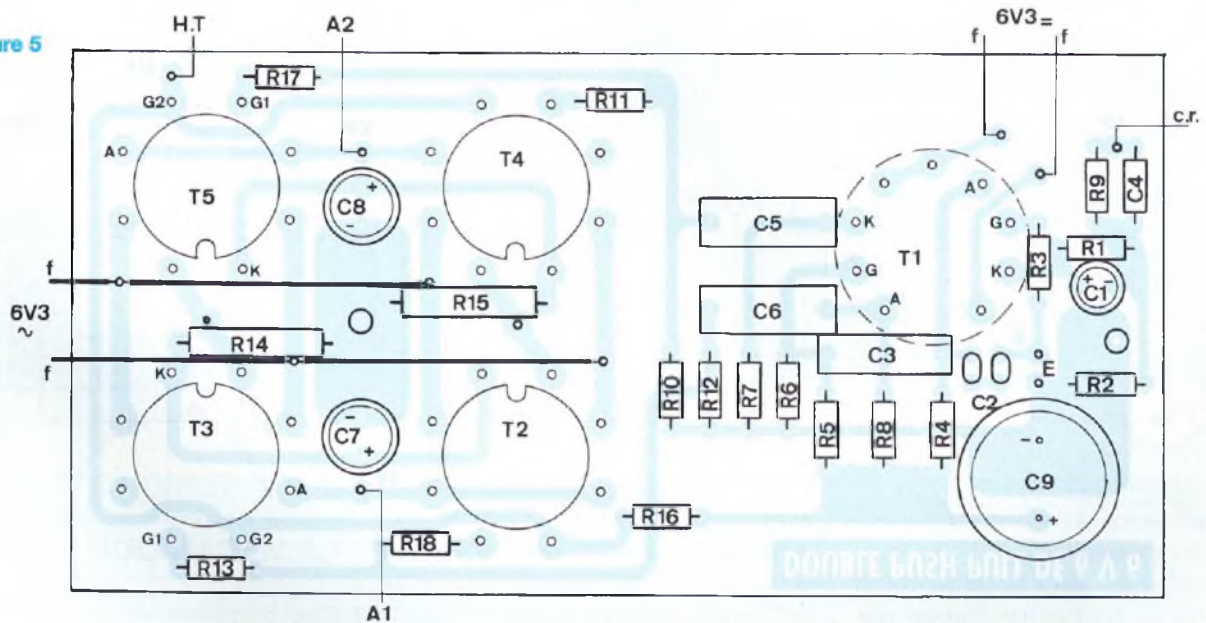 ure 5
H.T
A2
6V3 =
f f
c.r.
R17
R11
G2 G1
A
T5
C8
+
-
T4
K
f
6V3
~
f
R15
R14
K
T3
C7
-
+
T2
A
G1 G2
R13
R18
A1
R16
C5
C6
C3
K
G
A
T1
A
G
K
R3
R9
C4
R1
C1
+ -
R10
R12
R7
R6
R5
R8
R4
C2
E
R2
C9
-
+
DOUBLE PUSH PULL DE 6 V 6